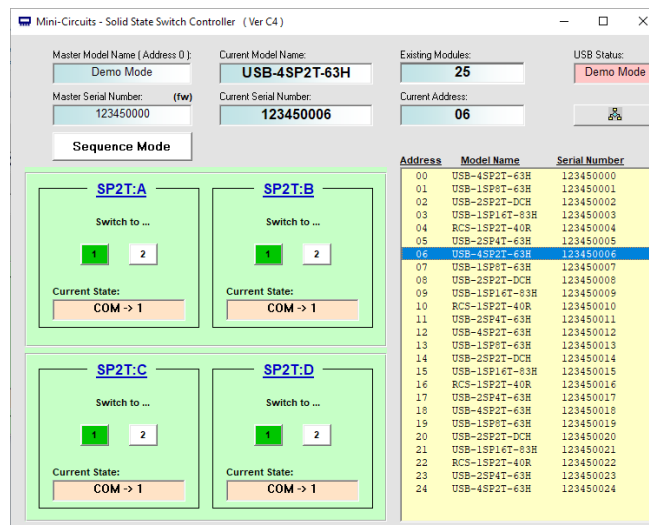 Mini-Circuits - Solid State Switch Controller ( Ver C4 )
Master Model Name ( Address 0 ): Current Model Name: Existing Modules: USB Status:
Demo Mode USB-4SP2T-63H 25 Demo Mode
Master Serial Number: (fw) Current Serial Number: Current Address:
123450000 123450006 06
Sequence Mode
Address Model Name Serial Number
00 USB-4SP2T-63H 123450000
01 USB-1SP8T-63H 123450001
02 USB-2SP2T-DCH 123450002
03 USB-1SP16T-83H 123450003
04 RCS-1SP2T-40R 123450004
05 USB-2SP4T-63H 123450005
06 USB-4SP2T-63H 123450006
07 USB-1SP8T-63H 123450007
08 USB-2SP2T-DCH 123450008
09 USB-1SP16T-83H 123450009
10 RCS-1SP2T-40R 123450010
11 USB-2SP4T-63H 123450011
12 USB-4SP2T-63H 123450012
13 USB-1SP8T-63H 123450013
14 USB-2SP2T-DCH 123450014
15 USB-1SP16T-83H 123450015
16 RCS-1SP2T-40R 123450016
17 USB-2SP4T-63H 123450017
18 USB-4SP2T-63H 123450018
19 USB-1SP8T-63H 123450019
20 USB-2SP2T-DCH 123450020
21 USB-1SP16T-83H 123450021
22 RCS-1SP2T-40R 123450022
23 USB-2SP4T-63H 123450023
24 USB-4SP2T-63H 123450024
SP2T:A
Switch to ...
1 2
Current State:
COM -> 1
SP2T:B
Switch to ...
1 2
Current State:
COM -> 1
SP2T:C
Switch to ...
1 2
Current State:
COM -> 1
SP2T:D
Switch to ...
1 2
Current State:
COM -> 1